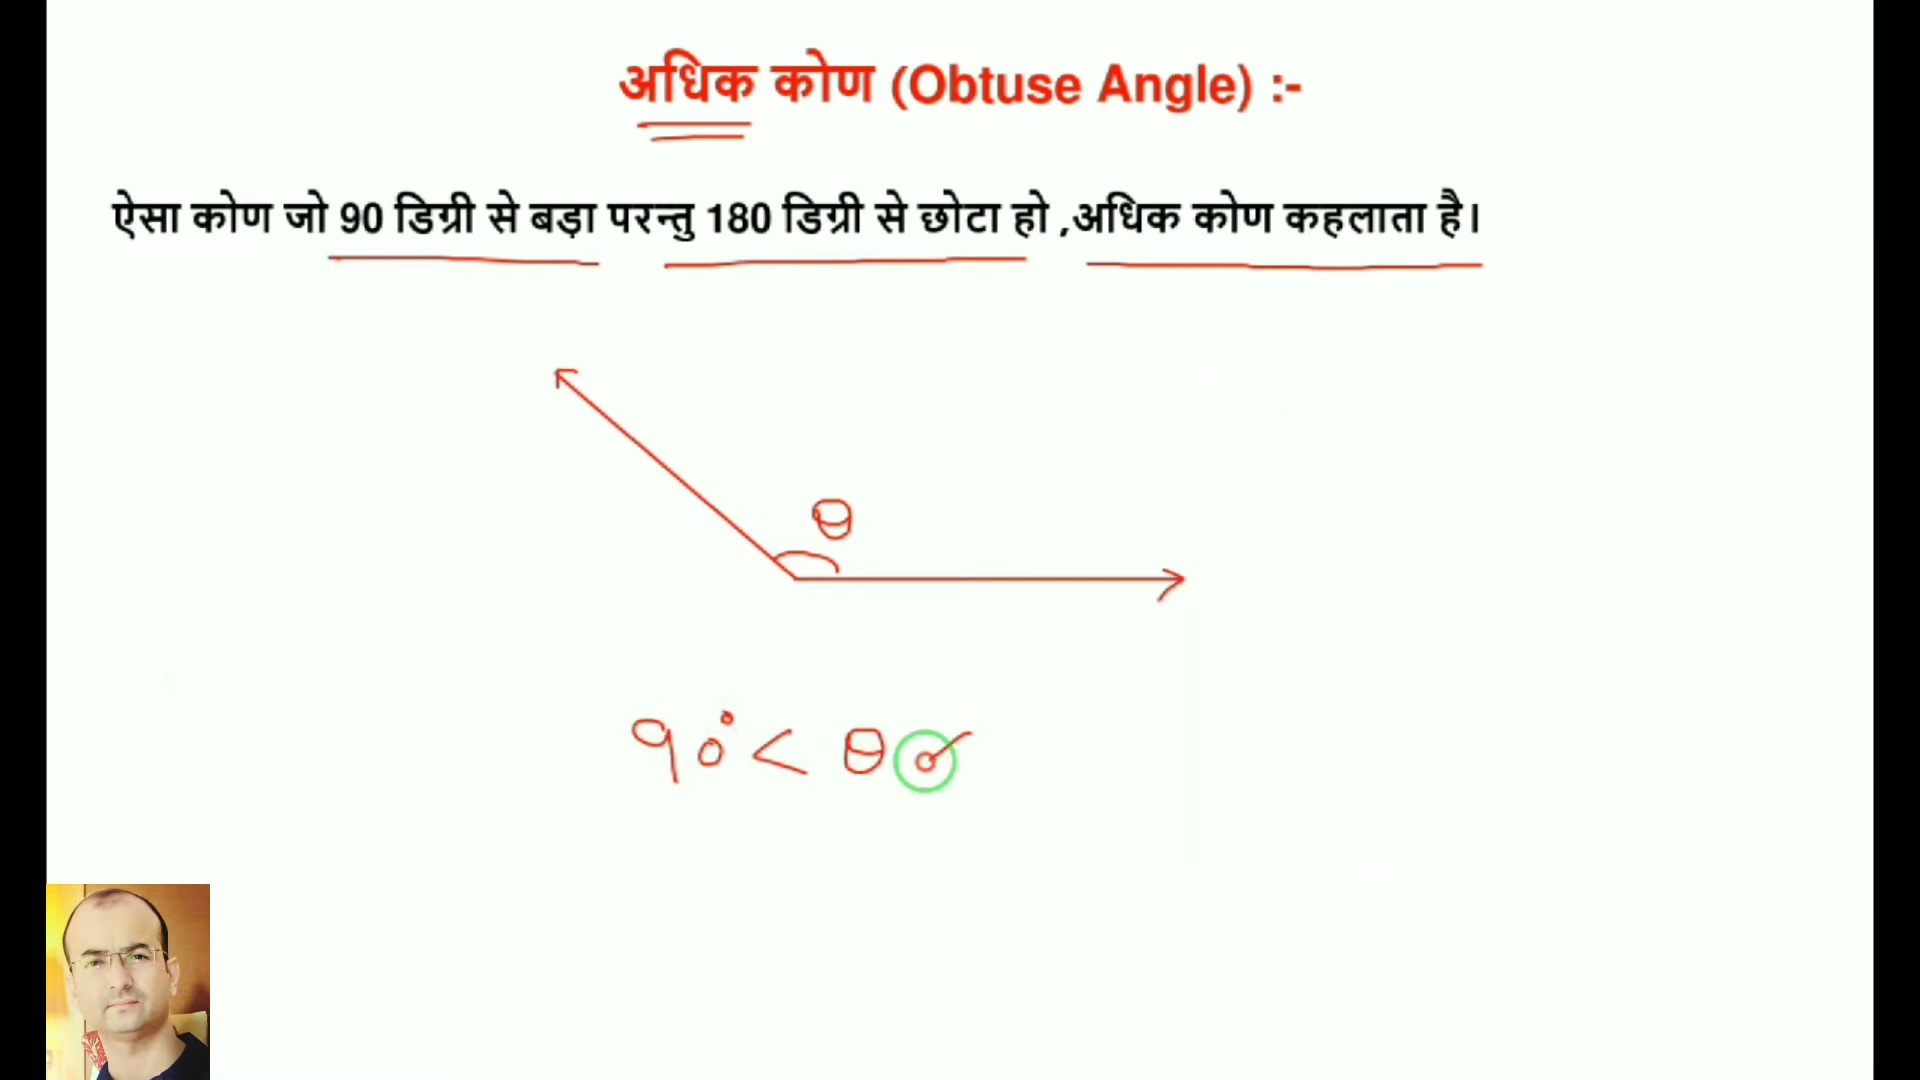 अधिक कोण (Obtuse Angle) :-
ऐसा कोण जो 90 डिग्री से बड़ा परन्तु 180 डिग्री से छोटा हो ,अधिक कोण कहलाता है।
θ
90° < θ